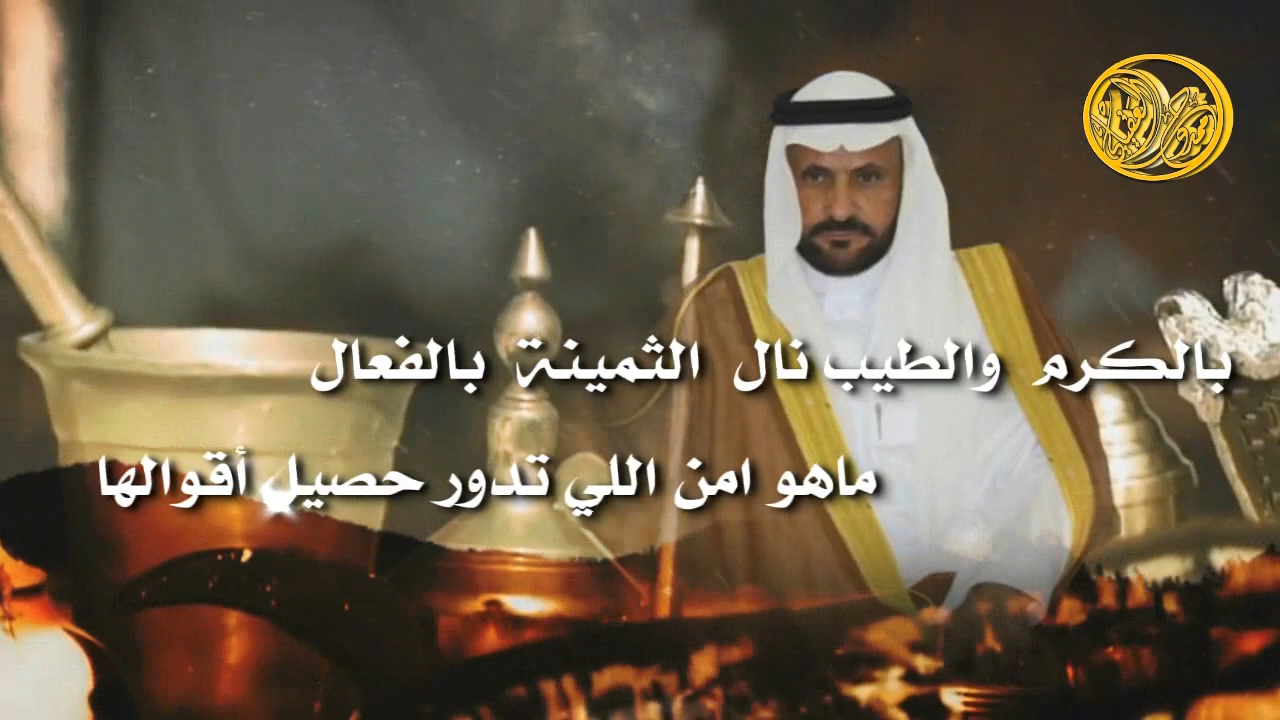 بالكرم والطيب نال الثمينة بالفعال
ماهو امن اللي تدور حصيل أقوالها